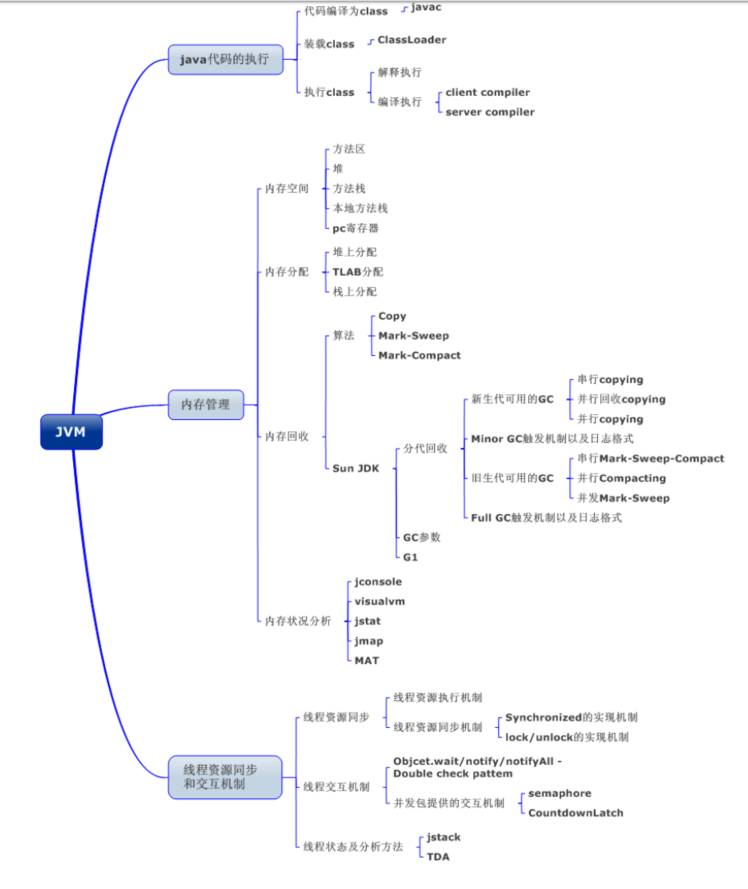 JVM
java代码的执行
代码编译为class
javac
装载class
ClassLoader
执行class
解释执行
编译执行
client compiler
server compiler
内存管理
内存空间
方法区
堆
方法栈
本地方法栈
pc寄存器
内存分配
堆上分配
TLAB分配
栈上分配
内存回收
算法
Copy
Mark-Sweep
Mark-Compact
Sun JDK
分代回收
新生代可用的GC
串行copying
并行回收copying
并行copying
Minor GC触发机制以及日志格式
旧生代可用的GC
串行Mark-Sweep-Compact
并行Compacting
并发Mark-Sweep
Full GC触发机制以及日志格式
GC参数
G1
内存状况分析
jconsole
visualvm
jstat
jmap
MAT
线程资源同步
和交互机制
线程资源同步
线程资源执行机制
线程资源同步机制
Synchronized的实现机制
lock/unlock的实现机制
线程交互机制
Objcet.wait/notify/notifyAll -
Double check pattem
并发包提供的交互机制
semaphore
CountdownLatch
线程状态及分析方法
jstack
TDA